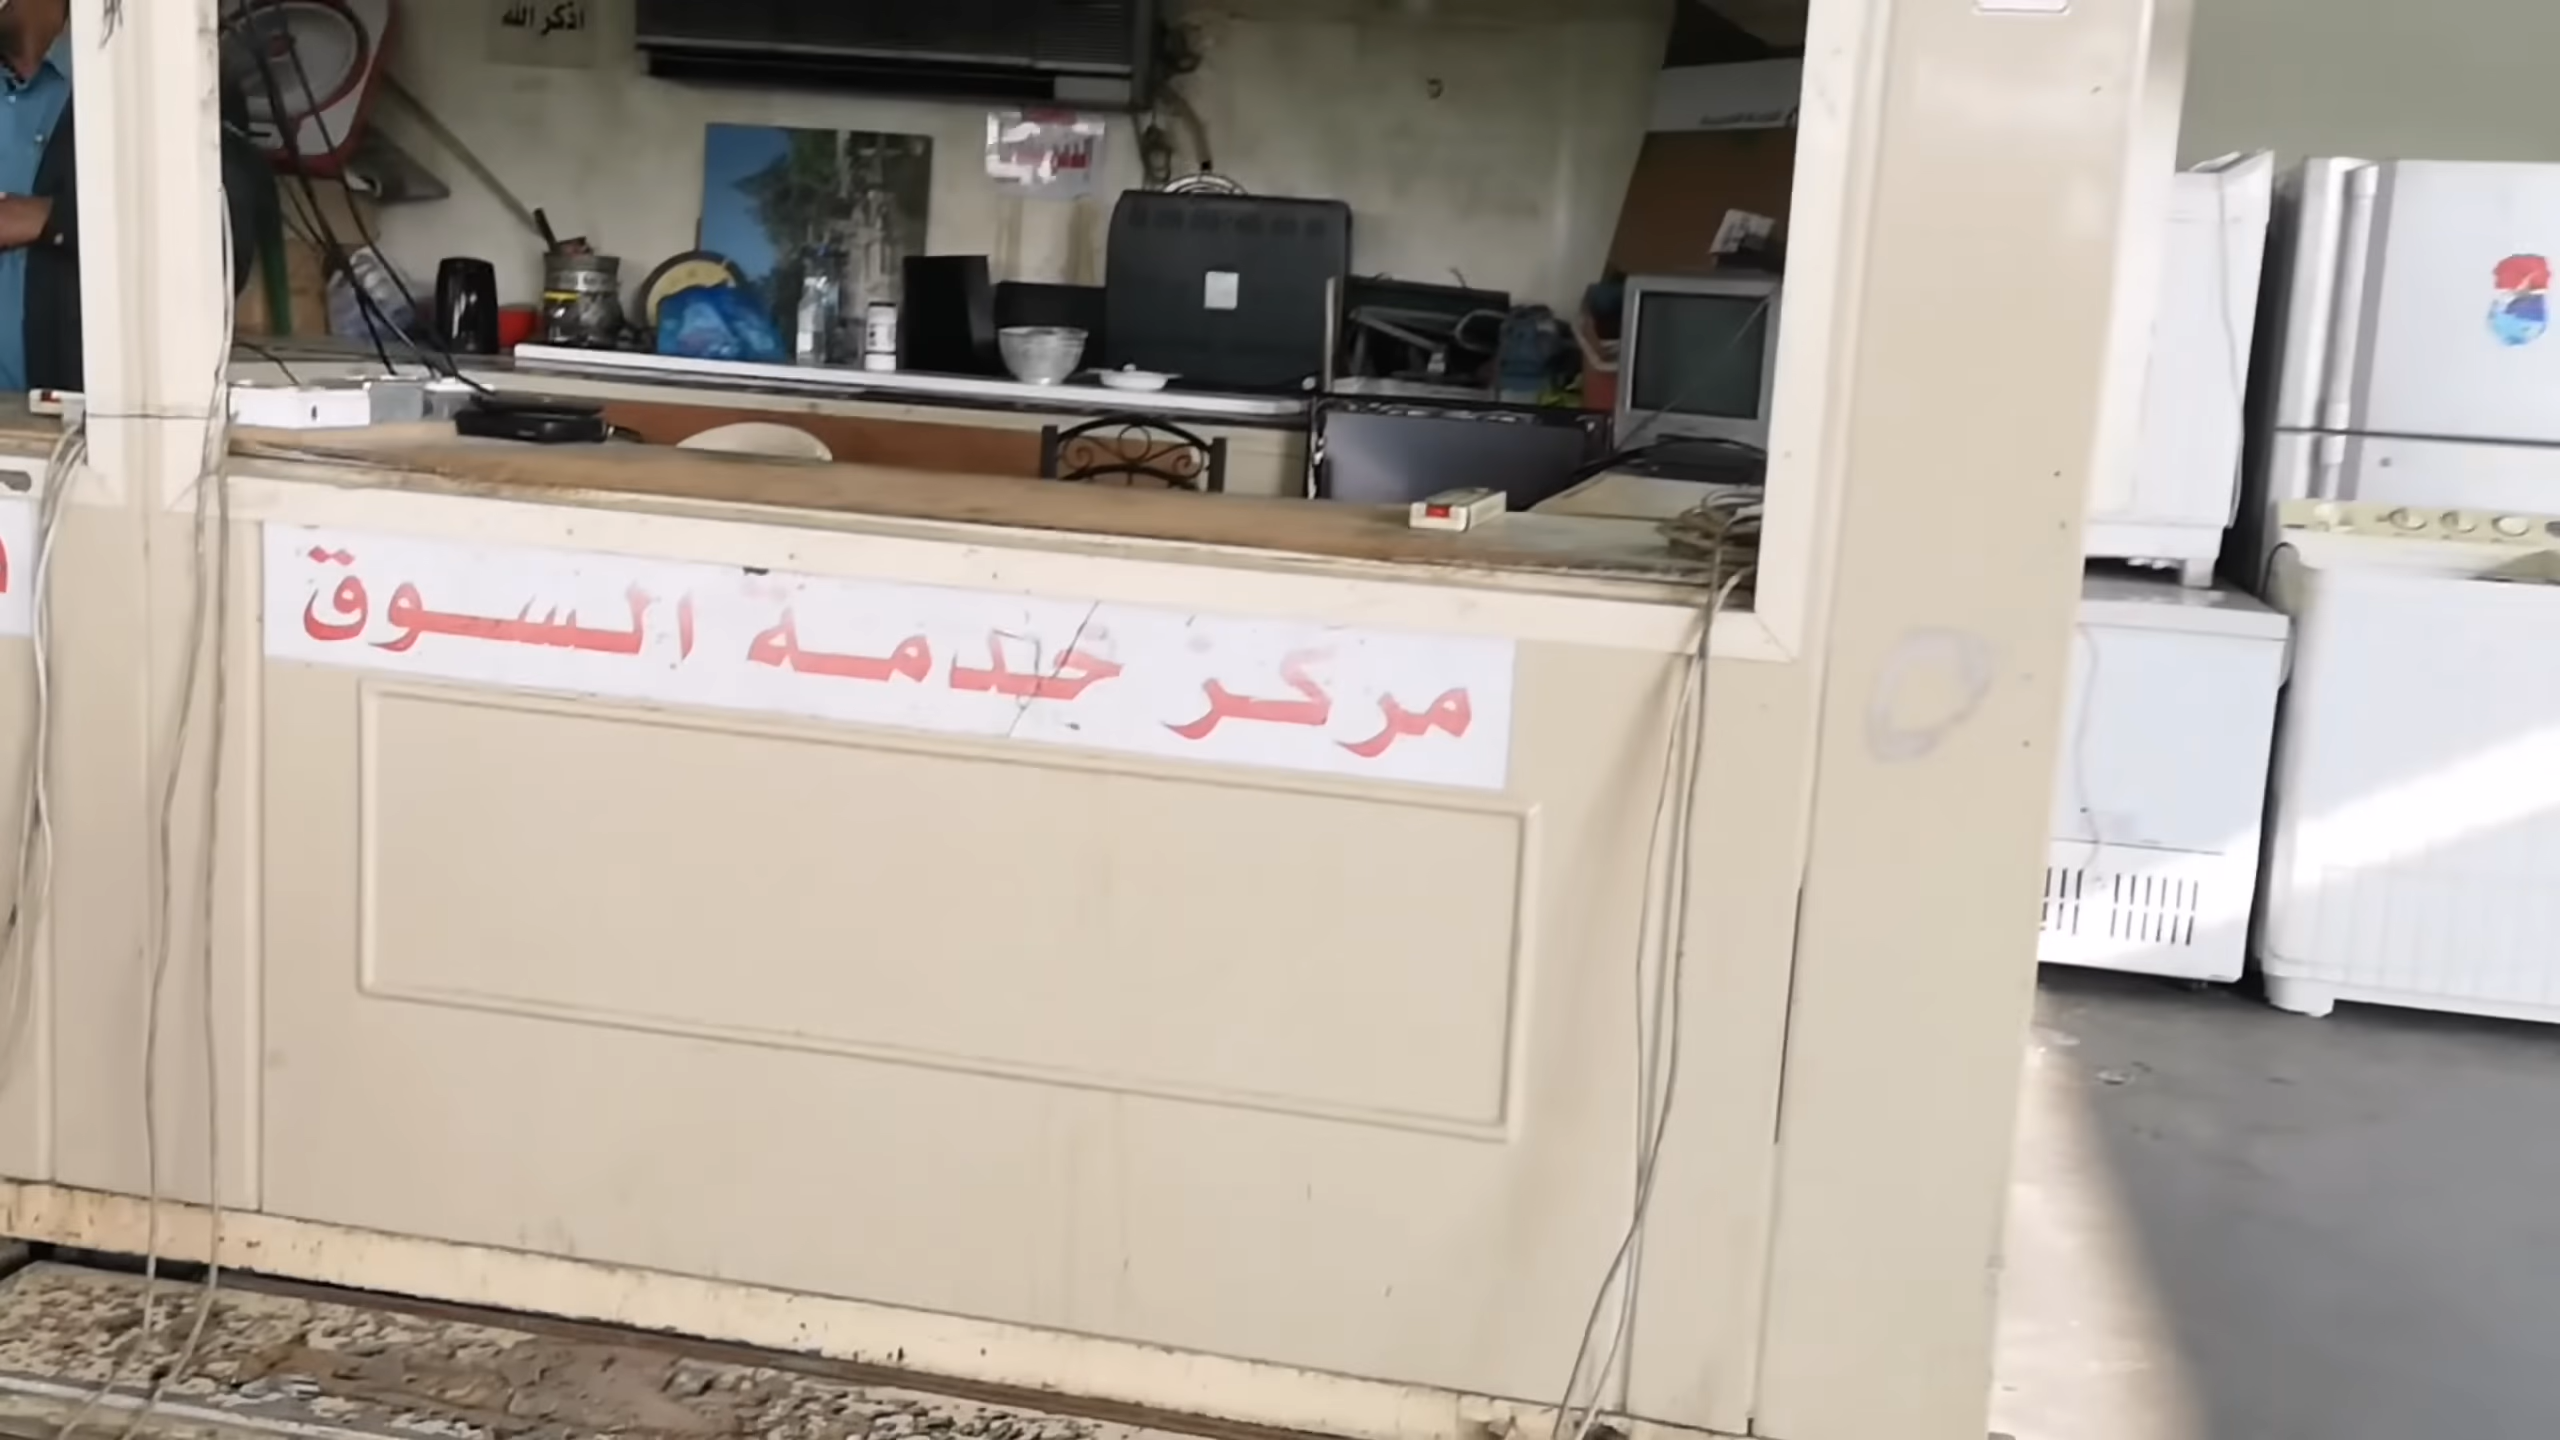 اذكر الله
مركز خدمة السوق